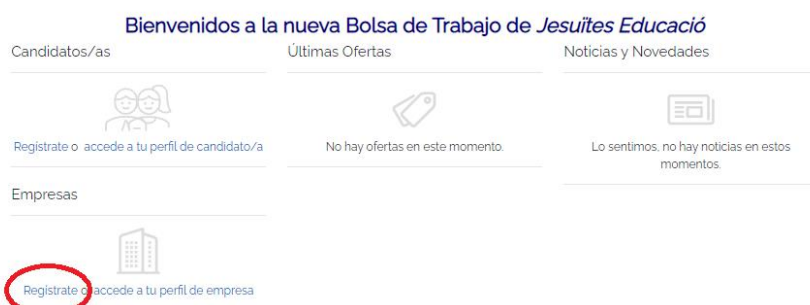 Bienvenidos a la nueva Bolsa de Trabajo de Jesuïtes Educació
Candidatos/as
Regístrate o accede a tu perfil de candidato/a
Últimas Ofertas
No hay ofertas en este momento.
Noticias y Novedades
Lo sentimos, no hay noticias en estos
momentos.
Empresas
Regístrate o accede a tu perfil de empresa